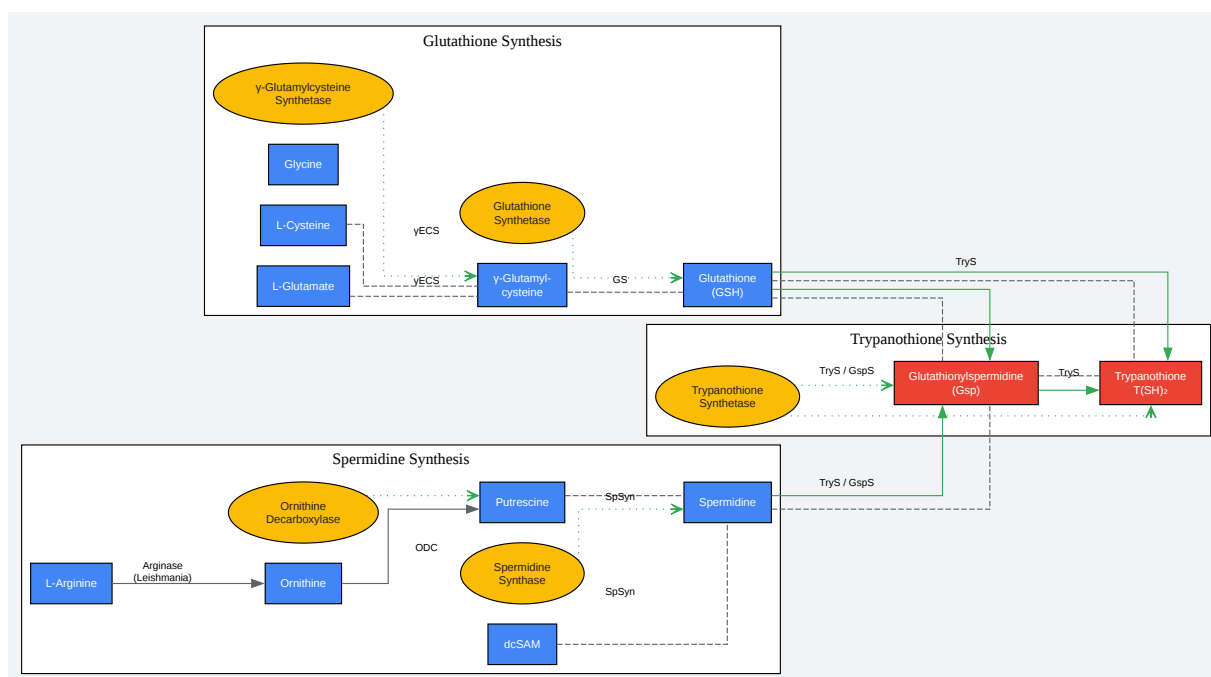 Glutathione Synthesis
γ-Glutamylcysteine
Synthetase
Glycine
L-Cysteine
L-Glutamate
γECS
γECS
Glutathione
Synthetase
γ-Glutamyl-
cysteine
GS
Glutathione
(GSH)
TryS
Trypanothione Synthesis
Trypanothione
Synthetase
TryS / GspS
Glutathionylspermidine
(Gsp)
TryS
Trypanothione
T(SH)₂
Spermidine Synthesis
Ornithine
Decarboxylase
Putrescine
SpSyn
Spermidine
TryS / GspS
L-Arginine
Arginase
(Leishmania)
Ornithine
ODC
Spermidine
Synthase
SpSyn
dcSAM